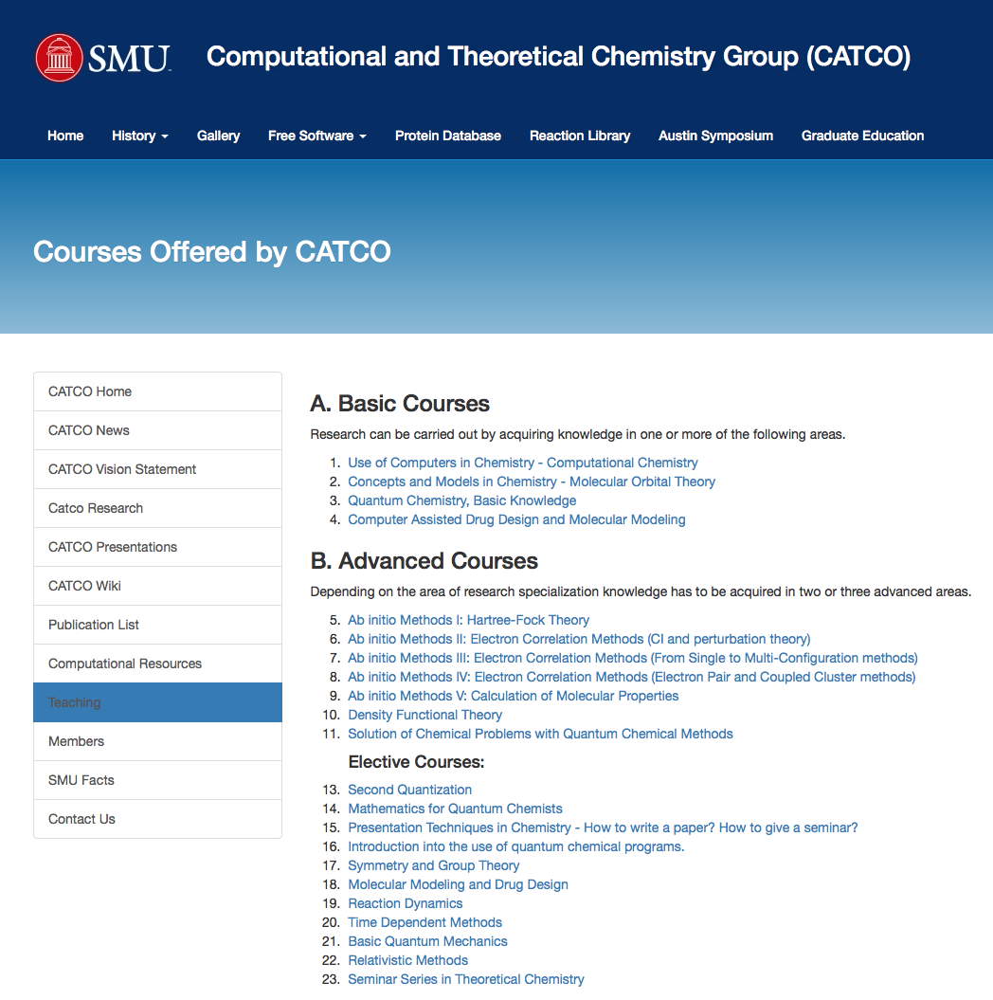 SMU
Computational and Theoretical Chemistry Group (CATCO)
Home History Gallery Free Software Protein Database Reaction Library Austin Symposium Graduate Education
Courses Offered by CATCO
CATCO Home
CATCO News
CATCO Vision Statement
Catco Research
CATCO Presentations
CATCO Wiki
Publication List
Computational Resources
Teaching
Members
SMU Facts
Contact Us
A. Basic Courses
Research can be carried out by acquiring knowledge in one or more of the following areas.
1. Use of Computers in Chemistry - Computational Chemistry
2. Concepts and Models in Chemistry - Molecular Orbital Theory
3. Quantum Chemistry, Basic Knowledge
4. Computer Assisted Drug Design and Molecular Modeling
B. Advanced Courses
Depending on the area of research specialization knowledge has to be acquired in two or three advanced areas.
5. Ab initio Methods I: Hartree-Fock Theory
6. Ab initio Methods II: Electron Correlation Methods (CI and perturbation theory)
7. Ab initio Methods III: Electron Correlation Methods (From Single to Multi-Configuration methods)
8. Ab initio Methods IV: Electron Correlation Methods (Electron Pair and Coupled Cluster methods)
9. Ab initio Methods V: Calculation of Molecular Properties
10. Density Functional Theory
11. Solution of Chemical Problems with Quantum Chemical Methods
Elective Courses:
13. Second Quantization
14. Mathematics for Quantum Chemists
15. Presentation Techniques in Chemistry - How to write a paper? How to give a seminar?
16. Introduction into the use of quantum chemical programs.
17. Symmetry and Group Theory
18. Molecular Modeling and Drug Design
19. Reaction Dynamics
20. Time Dependent Methods
21. Basic Quantum Mechanics
22. Relativistic Methods
23. Seminar Series in Theoretical Chemistry